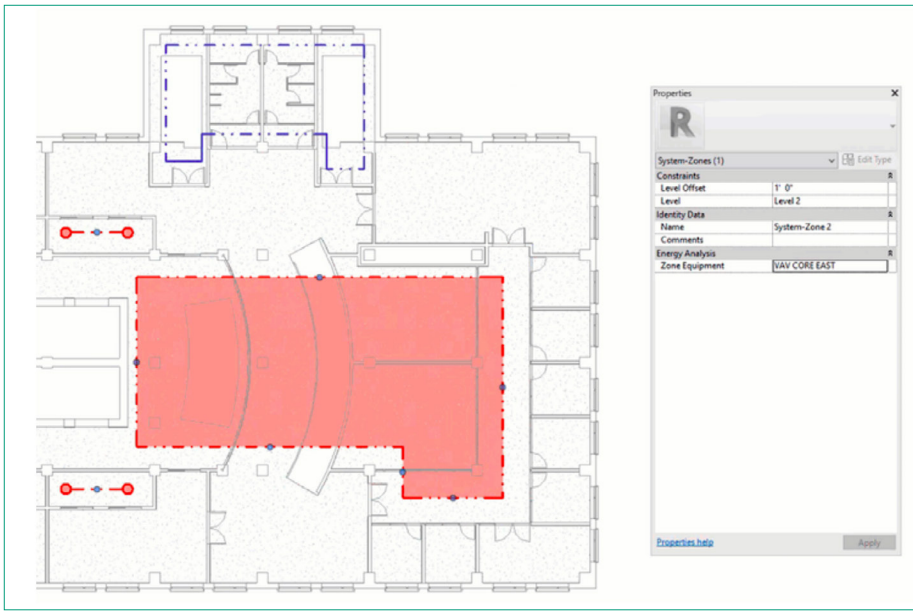 Properties
R
System-Zones (1)
Edit Type
Constraints
Level Offset 1' 0"
Level Level 2
Identity Data
Name System-Zone 2
Comments
Energy Analysis
Zone Equipment VAV CORE EAST
Properties help
Apply